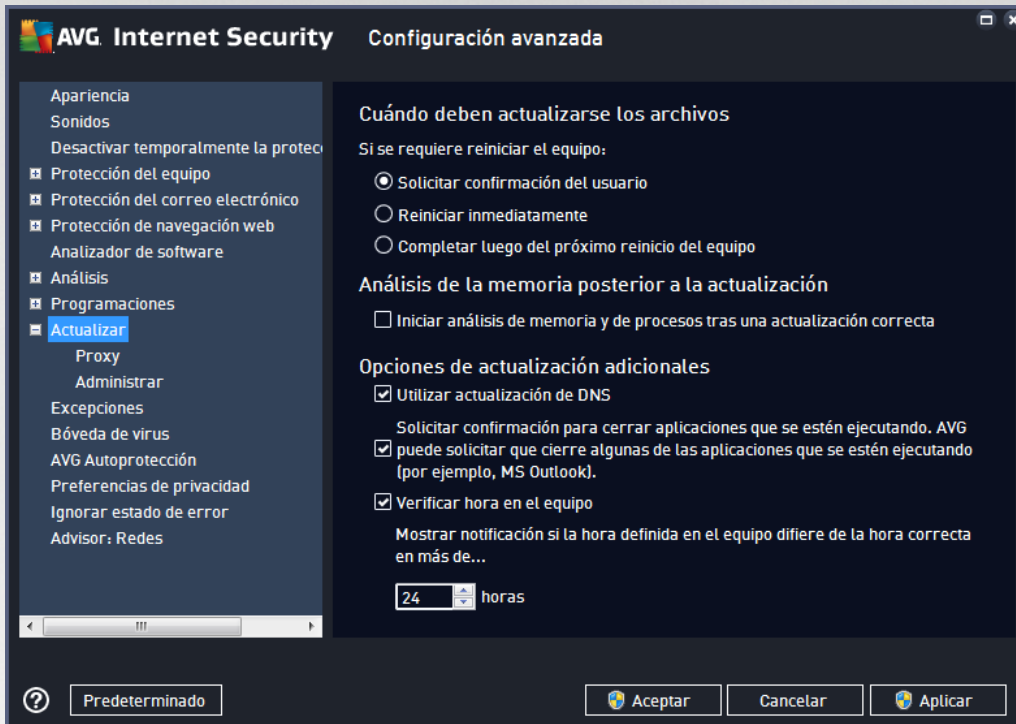 AVG Internet Security Configuración avanzada
Apariencia
Sonidos
Desactivar temporalmente la protec
Protección del equipo
Protección del correo electrónico
Protección de navegación web
Analizador de software
Análisis
Programaciones
Actualizar
Proxy
Administrar
Excepciones
Bóveda de virus
AVG Autoprotección
Preferencias de privacidad
Ignorar estado de error
Advisor: Redes
Cuándo deben actualizarse los archivos
Si se requiere reiniciar el equipo:
Solicitar confirmación del usuario
Reiniciar inmediatamente
Completar luego del próximo reinicio del equipo
Análisis de la memoria posterior a la actualización
Iniciar análisis de memoria y de procesos tras una actualización correcta
Opciones de actualización adicionales
Utilizar actualización de DNS
Solicitar confirmación para cerrar aplicaciones que se estén ejecutando. AVG
puede solicitar que cierre algunas de las aplicaciones que se estén ejecutando
(por ejemplo, MS Outlook).
Verificar hora en el equipo
Mostrar notificación si la hora definida en el equipo difiere de la hora correcta
en más de...
24 horas
? Predeterminado Aceptar Cancelar Aplicar